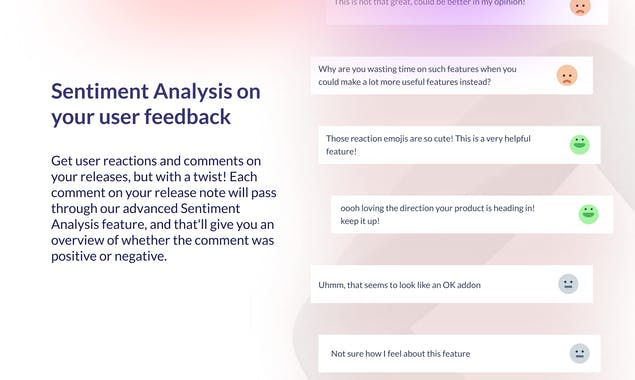 This is not that great, could be better in my opinion!
Sentiment Analysis on
your user feedback
Get user reactions and comments on
your releases, but with a twist! Each
comment on your release note will pass
through our advanced Sentiment
Analysis feature, and that'll give you an
overview of whether the comment was
positive or negative.
Why are you wasting time on such features when you
could make a lot more useful features instead?
Those reaction emojis are so cute! This is a very helpful
feature!
oooh loving the direction your product is heading in!
keep it up!
Uhmm, that seems to look like an OK addon
Not sure how I feel about this feature